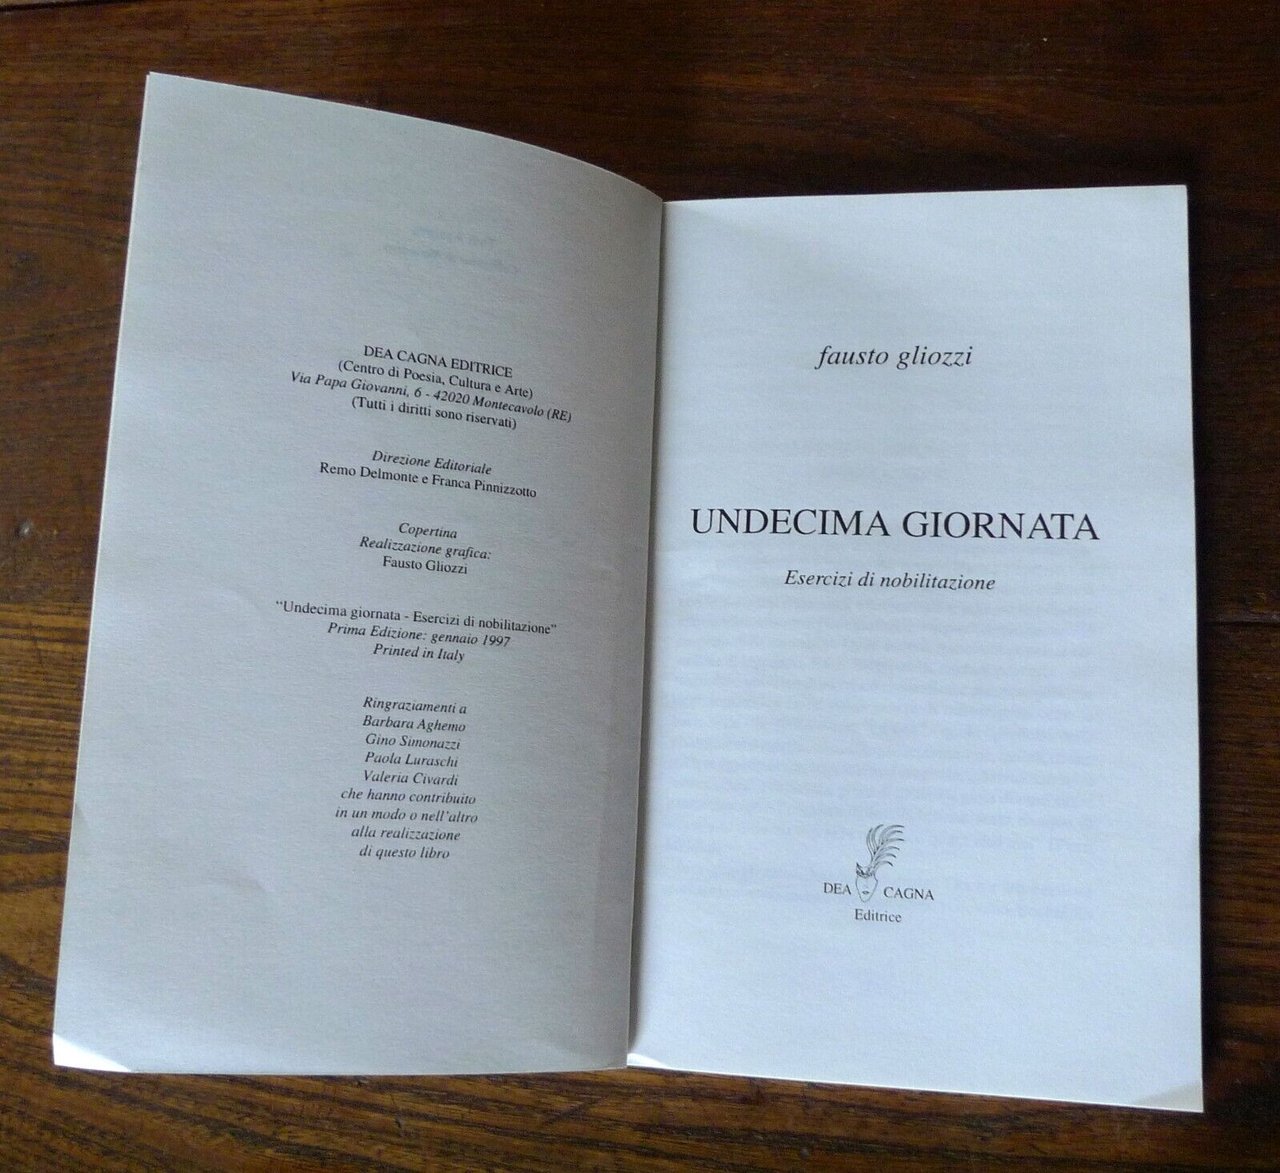 DEA CAGNA EDITRICE
(Centro di Poesia, Cultura e Arte)
Via Papa Giovanni, 6 - 42020 Montecavolo (RE)
(Tutti i diritti sono riservati)
Direzione Editoriale
Remo Delmonte e Franca Pinnizzotto
Copertina
Realizzazione grafica:
Fausto Gliozzi
"Undecima giornata - Esercizi di nobilitazione"
Prima Edizione: gennaio 1997
Printed in Italy
Ringraziamenti a
Barbara Aghemo
Gino Simonazzi
Paola Luraschi
Valeria Civardi
che hanno contribuito
in un modo o nell'altro
alla realizzazione
di questo libro
fausto gliozzi
UNDECIMA GIORNATA
Esercizi di nobilitazione
DEA CAGNA
Editrice